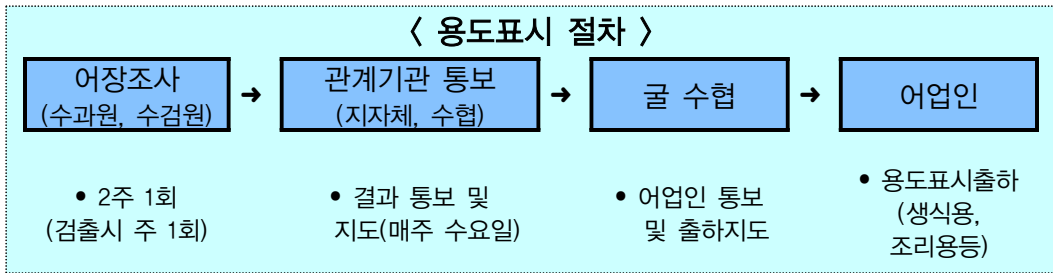 〈 용도표시 절차 〉
어장조사
(수과원, 수검원)
➜
관계기관 통보
(지자체, 수협)
➜
굴 수협
➜
어업인
• 2주 1회
(검출시 주 1회)
• 결과 통보 및
지도(매주 수요일)
• 어업인 통보
및 출하지도
• 용도표시출하
(생식용,
조리용등)